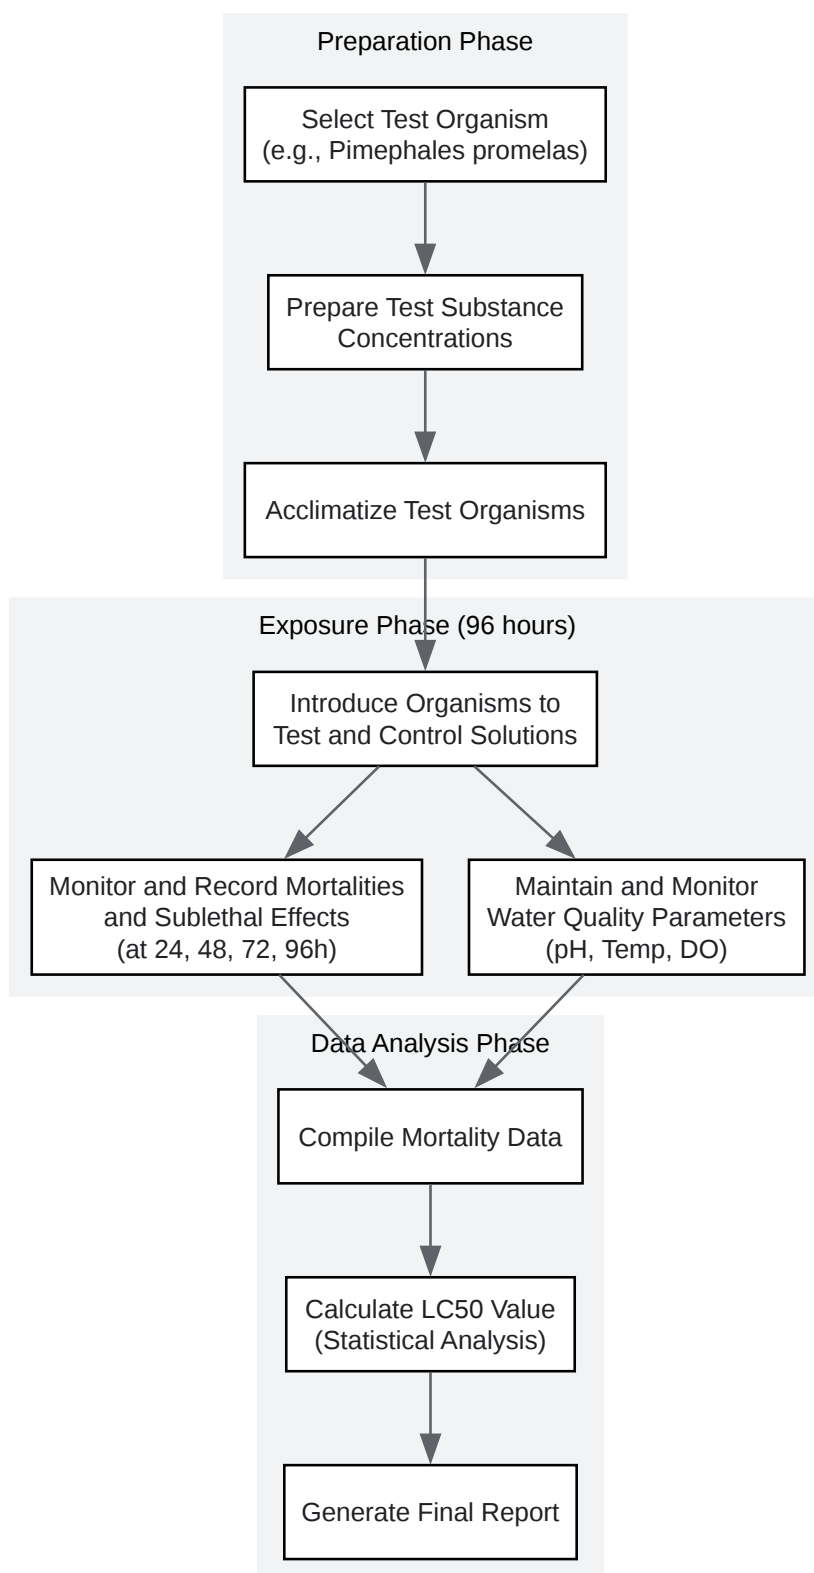 Preparation Phase
Select Test Organism
(e.g., Pimephales promelas)
Prepare Test Substance
Concentrations
Acclimatize Test Organisms
Exposure Phase (96 hours)
Introduce Organisms to
Test and Control Solutions
Monitor and Record Mortalities
and Sublethal Effects
(at 24, 48, 72, 96h)
Maintain and Monitor
Water Quality Parameters
(pH, Temp, DO)
Data Analysis Phase
Compile Mortality Data
Calculate LC50 Value
(Statistical Analysis)
Generate Final Report